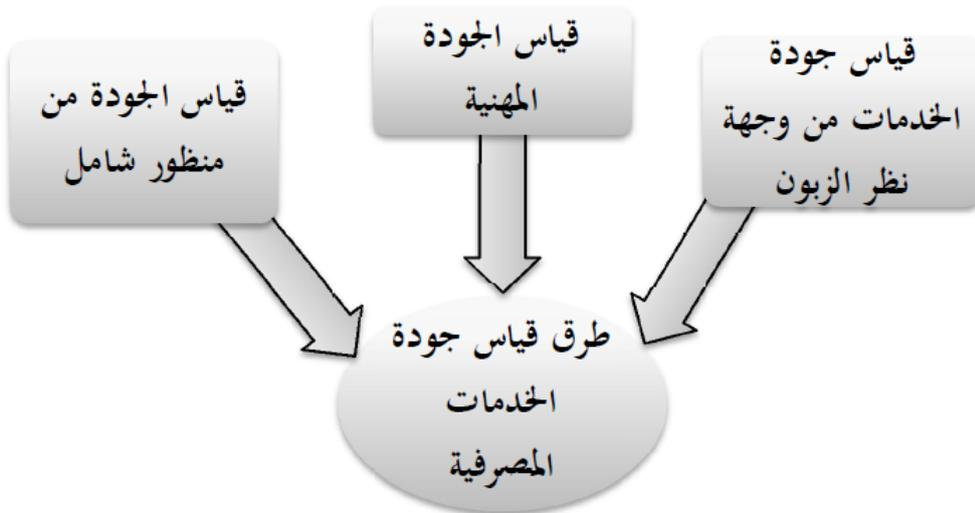 قياس جودة
الخدمات من وجهة
نظر الزبون
قياس الجودة
المهنية
قياس الجودة من
منظور شامل
طرق قياس جودة
الخدمات
المصرفية